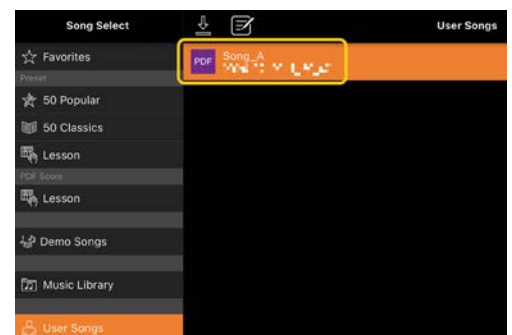 Song Select
User Songs
Favorites
Preset
50 Popular
50 Classics
Lesson
PDF Score
Lesson
Demo Songs
Music Library
User Songs
PDF
Song_A